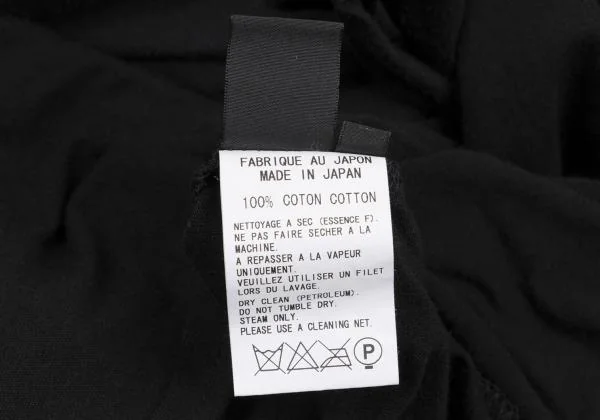 FABRIQUE AU JAPON
MADE IN JAPAN
100% COTON COTTON
NETTOYAGE A SEC (ESSENCE F).
NE PAS FAIRE SECHER A LA
MACHINE.
A REPASSER A LA VAPEUR
UNIQUEMENT.
VEUILLEZ UTILISER UN FILET
LORS DU LAVAGE.
DRY CLEAN (PETROLEUM).
DO NOT TUMBLE DRY.
STEAM ONLY.
PLEASE USE A CLEANING NET.
P